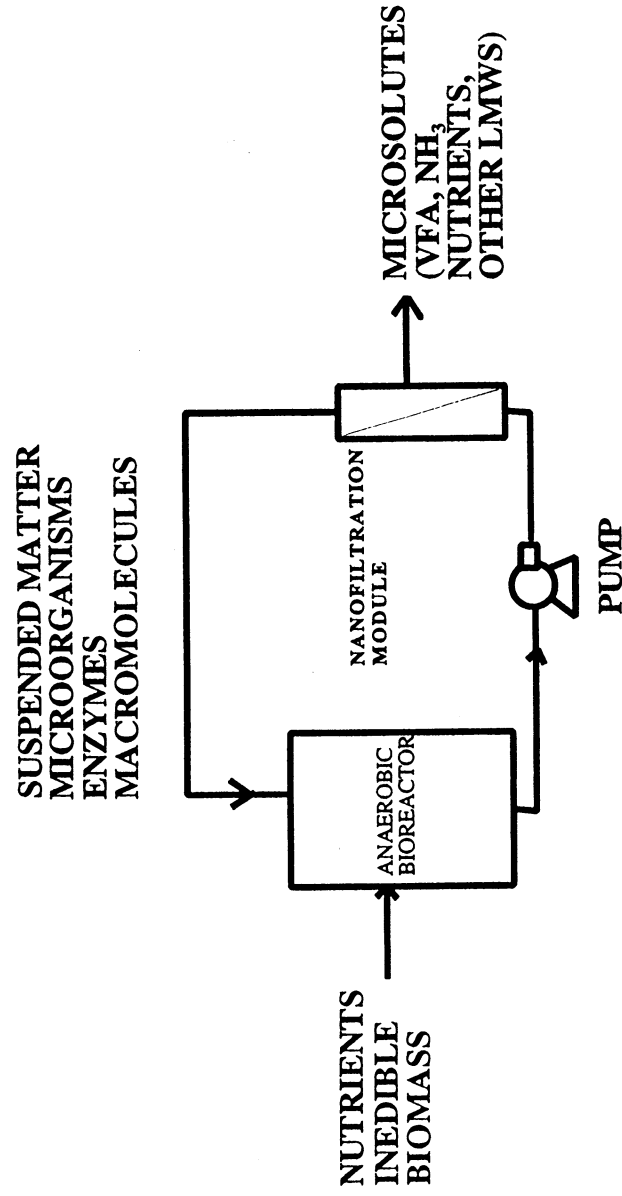 SUSPENDED MATTER
MICROORGANISMS
ENZYMES
MACROMOLECULES
NUTRIENTS
INEDIBLE
BIOMASS
ANAEROBIC
BIOREACTOR
NANOFILTRATION
MODULE
PUMP
MICROSOLUTES
(VFA, NH₃
NUTRIENTS,
OTHER LMWS)